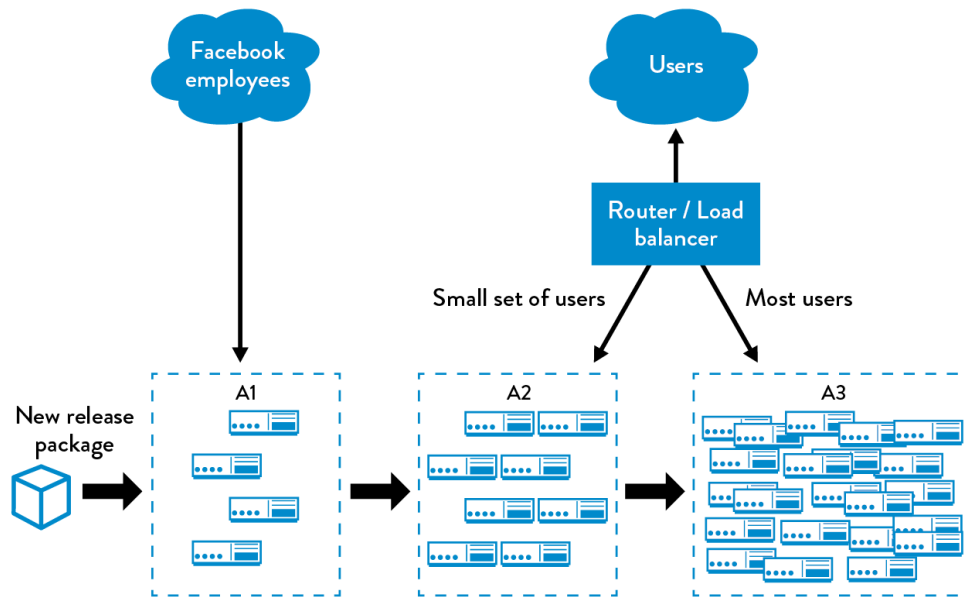 Facebook
employees
Users
Router / Load
balancer
Small set of users
Most users
New release
package
A1
A2
A3